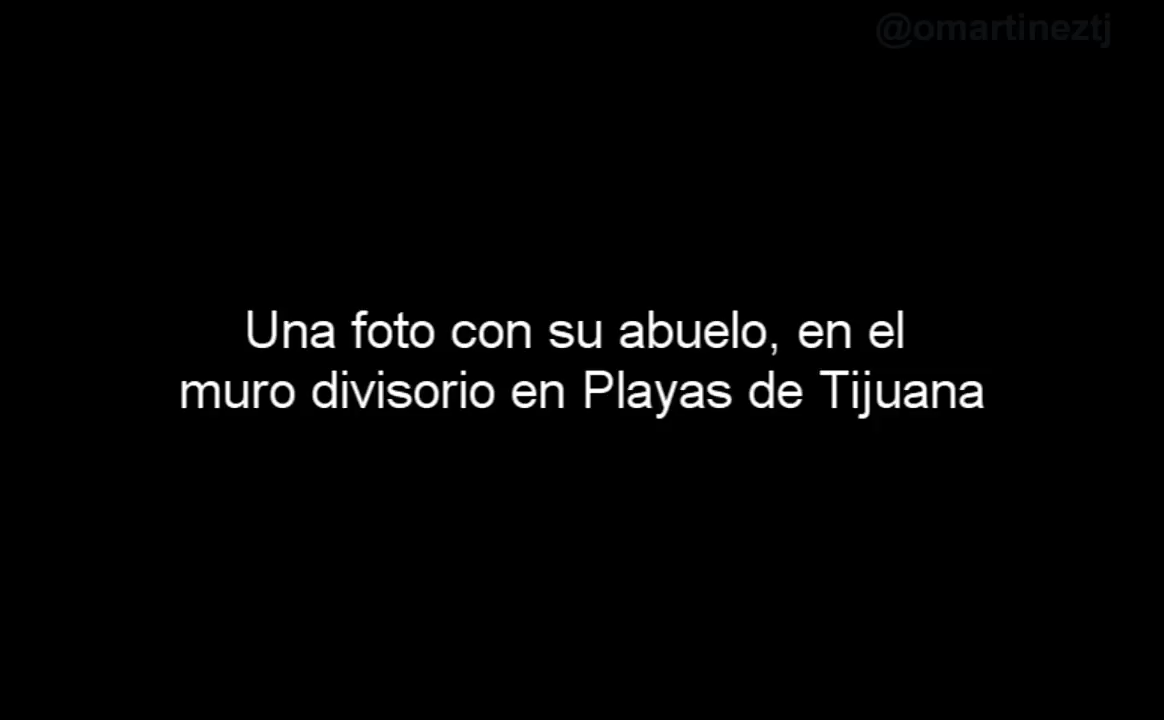 @omartineztj
Una foto con su abuelo, en el
muro divisorio en Playas de Tijuana